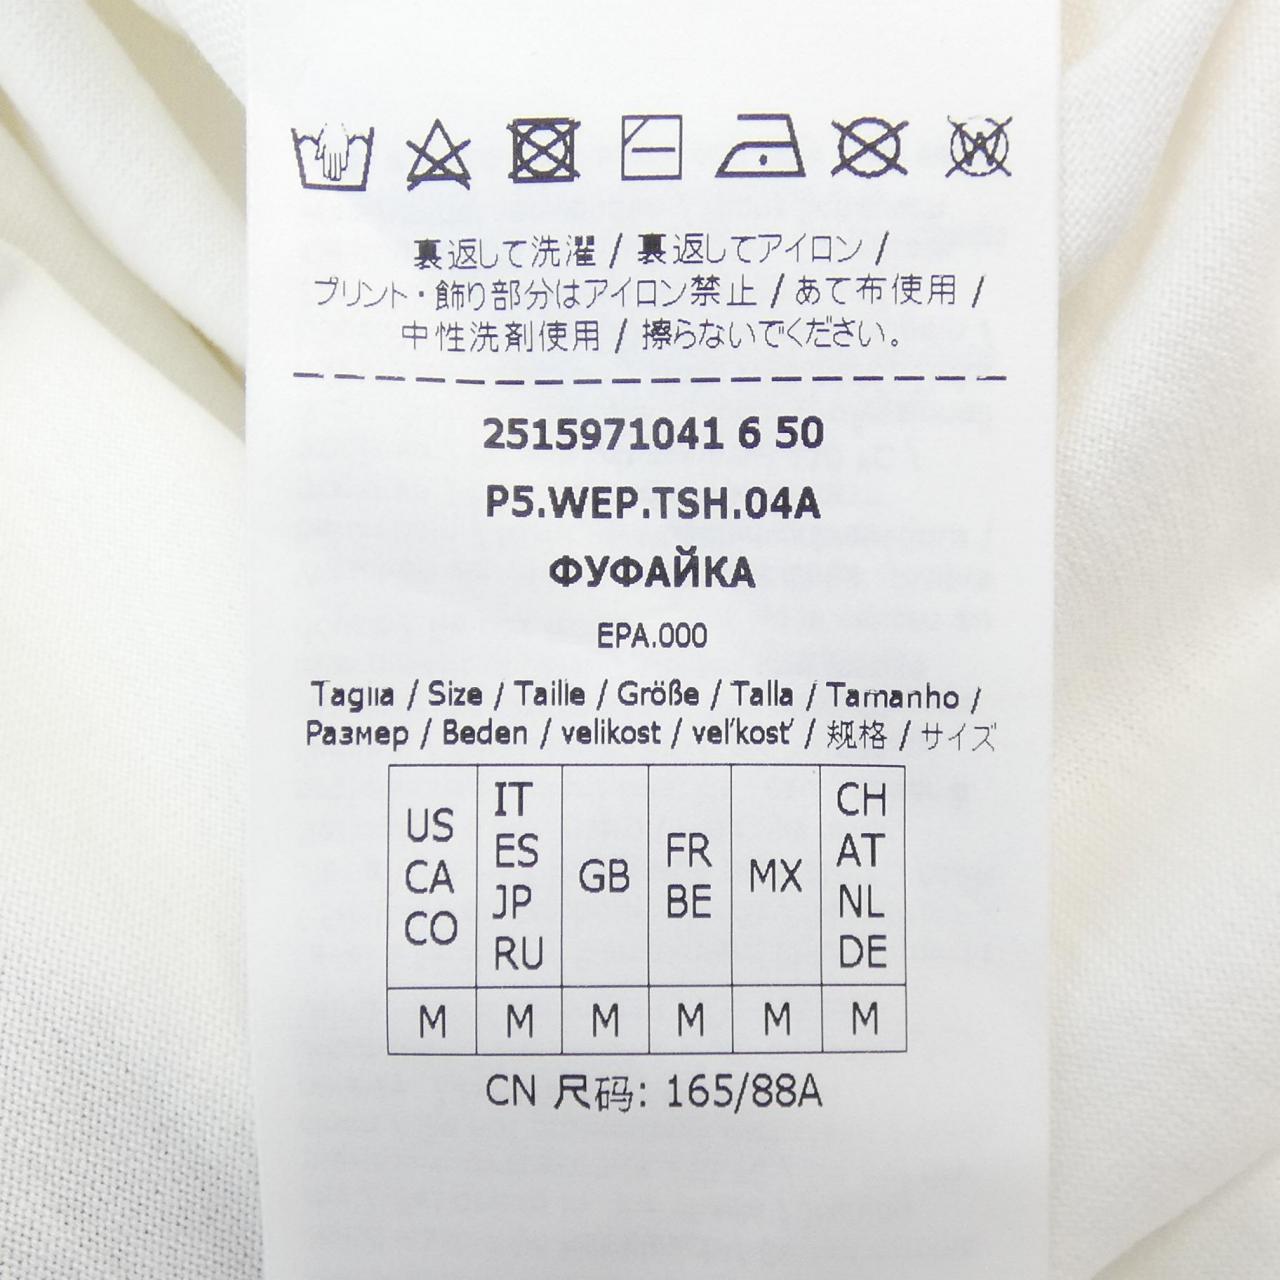 裏返して洗濯 / 裏返してアイロン /
プリント・飾り部分はアイロン禁止 / あて布使用 /
中性洗剤使用 / 擦らないでください。
2515971041 6 50
P5.WEP.TSH.04A
ФУФАЙКА
EPA.000
Taglia / Size / Taille / Größe / Talla / Tamanho /
Размер / Beden / velikost / veľkosť / 规格 / サイズ
US CA CO
IT ES JP RU
GB
FR BE
MX
CH AT NL DE
M M M M M M
CN 尺码: 165/88A